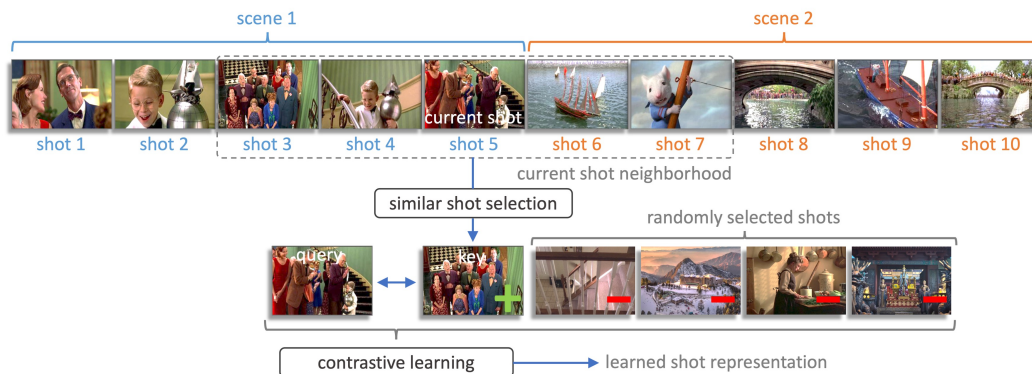 scene 1
scene 2
current shot
shot 1
shot 2
shot 3
shot 4
shot 5
shot 6
shot 7
shot 8
shot 9
shot 10
current shot neighborhood
similar shot selection
randomly selected shots
query
key
contrastive learning
learned shot representation